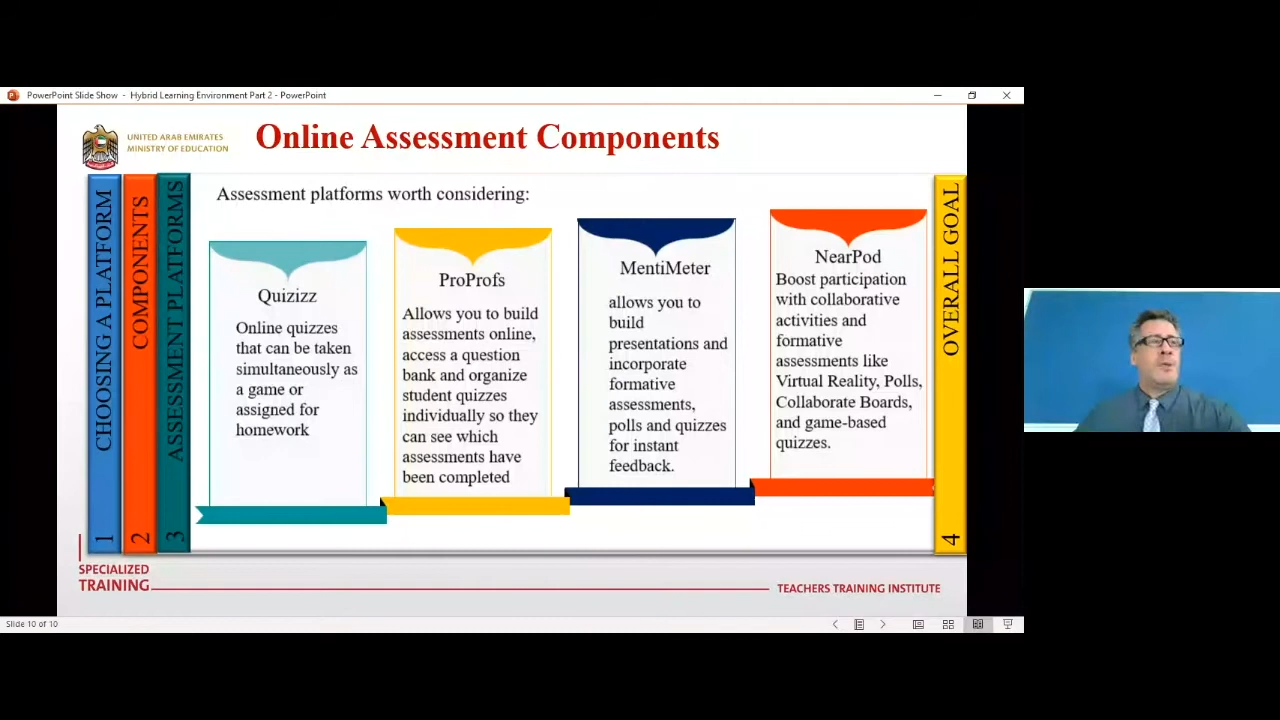 PowerPoint Slide Show - Hybrid Learning Environment Part 2 - PowerPoint
UNITED ARAB EMIRATES
MINISTRY OF EDUCATION
Online Assessment Components
1 CHOOSING A PLATFORM
2 COMPONENTS
3 ASSESSMENT PLATFORMS
Assessment platforms worth considering:
Quizizz
Online quizzes
that can be taken
simultaneously as
a game or
assigned for
homework
ProProfs
Allows you to build
assessments online,
access a question
bank and organize
student quizzes
individually so they
can see which
assessments have
been completed
MentiMeter
allows you to
build
presentations and
incorporate
formative
assessments,
polls and quizzes
for instant
feedback.
NearPod
Boost participation
with collaborative
activities and
formative
assessments like
Virtual Reality, Polls,
Collaborate Boards,
and game-based
quizzes.
4 OVERALL GOAL
SPECIALIZED
TRAINING
TEACHERS TRAINING INSTITUTE
Slide 10 of 10